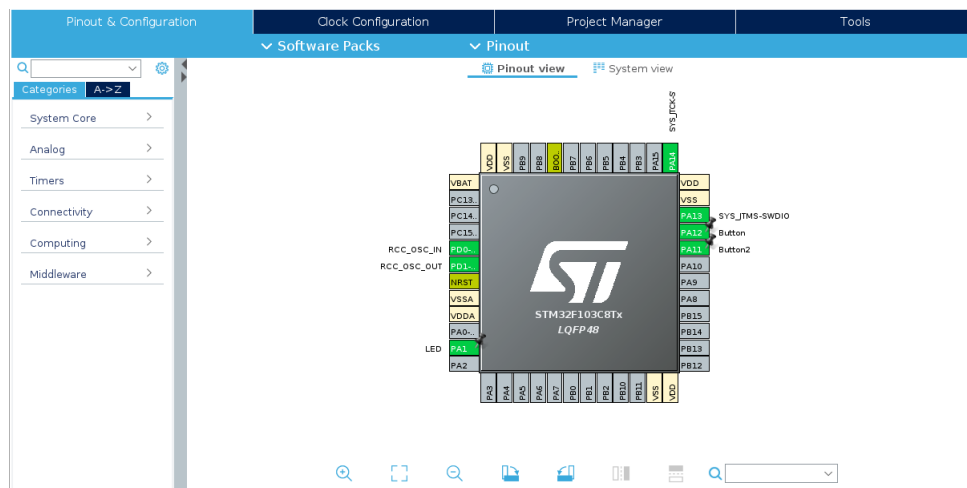 Pinout & Configuration
Clock Configuration
Project Manager
Tools
Software Packs
Pinout
Pinout view
System view
Categories
A->Z
System Core
Analog
Timers
Connectivity
Computing
Middleware
SYS_JTCK-S
VDD
VSS
PB9
PB8
BOO..
PB7
PB6
PB5
PB4
PB3
PA15
PA14
VBAT
PC13..
PC14..
PC15..
RCC_OSC_IN PD0-..
RCC_OSC_OUT PD1-..
NRST
VSSA
VDDA
PA0-..
LED PA1
PA2
VDD
VSS
PA13 SYS_JTMS-SWDIO
PA12 Button
PA11 Button2
PA10
PA9
PA8
PB15
PB14
PB13
PB12
ST
STM32F103C8Tx
LQFP48
PA3
PA4
PA5
PA6
PA7
PB0
PB1
PB2
PB10
PB11
VSS
VDD